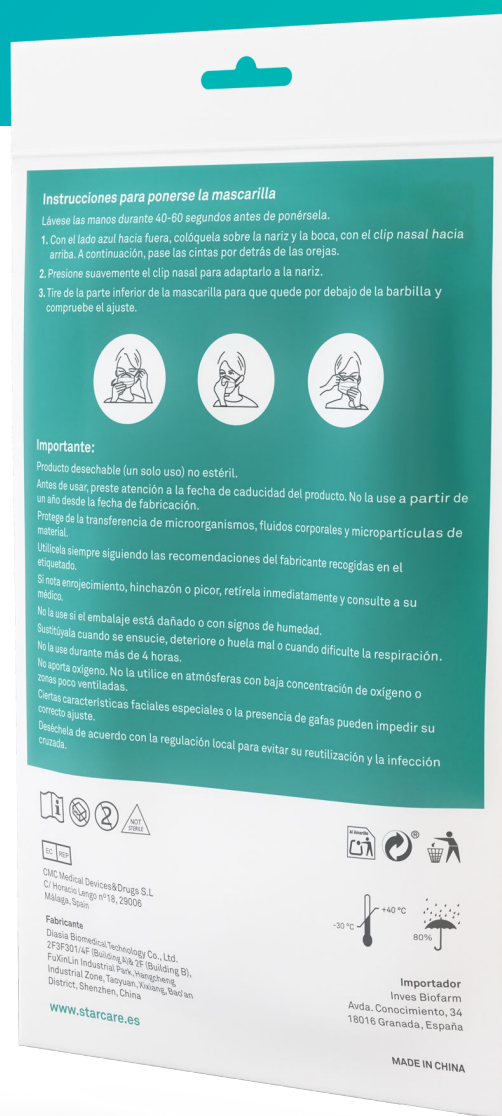 Instrucciones para ponerse la mascarilla
Lávese las manos durante 40-60 segundos antes de ponérsela.
1. Con el lado azul hacia fuera, colóquela sobre la nariz y la boca, con el clip nasal hacia
arriba. A continuación, pase las cintas por detrás de las orejas.
2. Presione suavemente el clip nasal para adaptarlo a la nariz.
3. Tire de la parte inferior de la mascarilla para que quede por debajo de la barbilla y
compruebe el ajuste.
Importante:
Producto desechable (un solo uso) no estéril.
Antes de usar, preste atención a la fecha de caducidad del producto. No la use a partir de
un año desde la fecha de fabricación.
Protege de la transferencia de microorganismos, fluidos corporales y micropartículas de
material.
Utilícela siempre siguiendo las recomendaciones del fabricante recogidas en el
etiquetado.
Si nota enrojecimiento, hinchazón o picor, retírela inmediatamente y consulte a su
médico.
No la use si el embalaje está dañado o con signos de humedad.
Sustitúyala cuando se ensucie, deteriore o huela mal o cuando dificulte la respiración.
No la use durante más de 4 horas.
No aporta oxígeno. No la utilice en atmósferas con baja concentración de oxígeno o
zonas poco ventiladas.
Ciertas características faciales especiales o la presencia de gafas pueden impedir su
correcto ajuste.
Deséchela de acuerdo con la regulación local para evitar su reutilización y la infección
cruzada.
i
2
NOT
STERILE
EC REP
CMC Medical Devices&Drugs S.L
C/ Horacio Lengo nº18, 29006
Málaga, Spain
Fabricante
Diasia Biomedical Technology Co., Ltd.
2F3F301/4F (Building A)& 2F (Building B),
FuXinLin Industrial Park, Hangcheng
Industrial Zone, Taoyuan, Xixiang, Bao'an
District, Shenzhen, China
www.starcare.es
Al Amarillo
®
-30 ºC
+40 ºC
80%
Importador
Inves Biofarm
Avda. Conocimiento, 34
18016 Granada, España
MADE IN CHINA